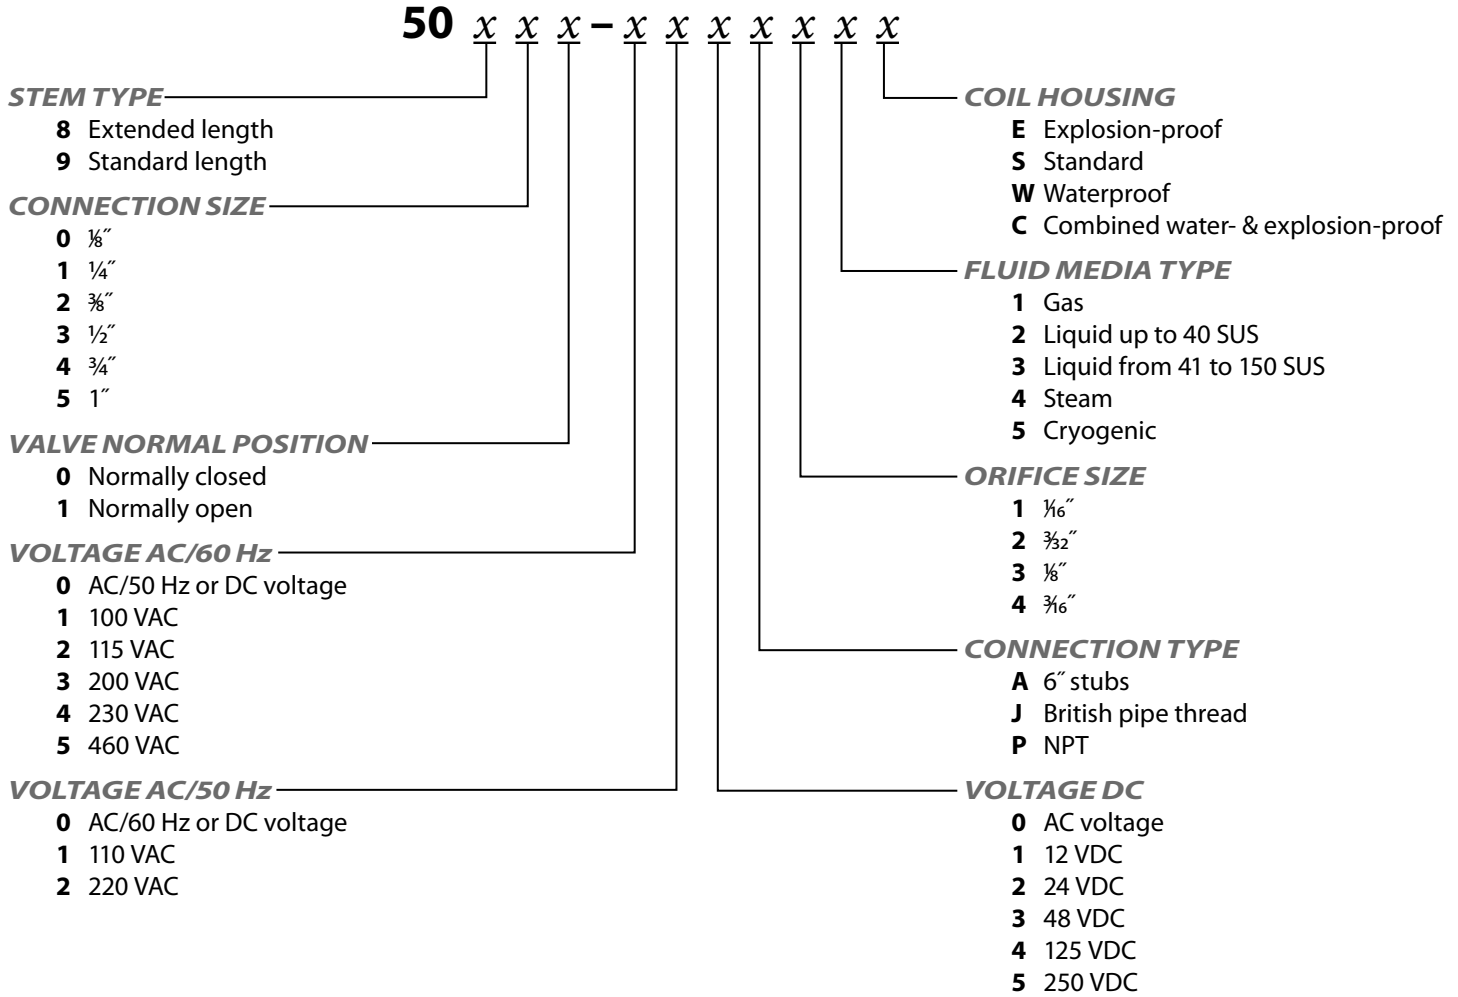 50 x x x – x x x x x x x
STEM TYPE
8 Extended length
9 Standard length
CONNECTION SIZE
0 ⅛″
1 ¼″
2 ⅜″
3 ½″
4 ¾″
5 1″
VALVE NORMAL POSITION
0 Normally closed
1 Normally open
VOLTAGE AC/60 Hz
0 AC/50 Hz or DC voltage
1 100 VAC
2 115 VAC
3 200 VAC
4 230 VAC
5 460 VAC
VOLTAGE AC/50 Hz
0 AC/60 Hz or DC voltage
1 110 VAC
2 220 VAC
COIL HOUSING
E Explosion-proof
S Standard
W Waterproof
C Combined water- & explosion-proof
FLUID MEDIA TYPE
1 Gas
2 Liquid up to 40 SUS
3 Liquid from 41 to 150 SUS
4 Steam
5 Cryogenic
ORIFICE SIZE
1 1⁄16″
2 3⁄32″
3 ⅛″
4 3⁄16″
CONNECTION TYPE
A 6″ stubs
J British pipe thread
P NPT
VOLTAGE DC
0 AC voltage
1 12 VDC
2 24 VDC
3 48 VDC
4 125 VDC
5 250 VDC